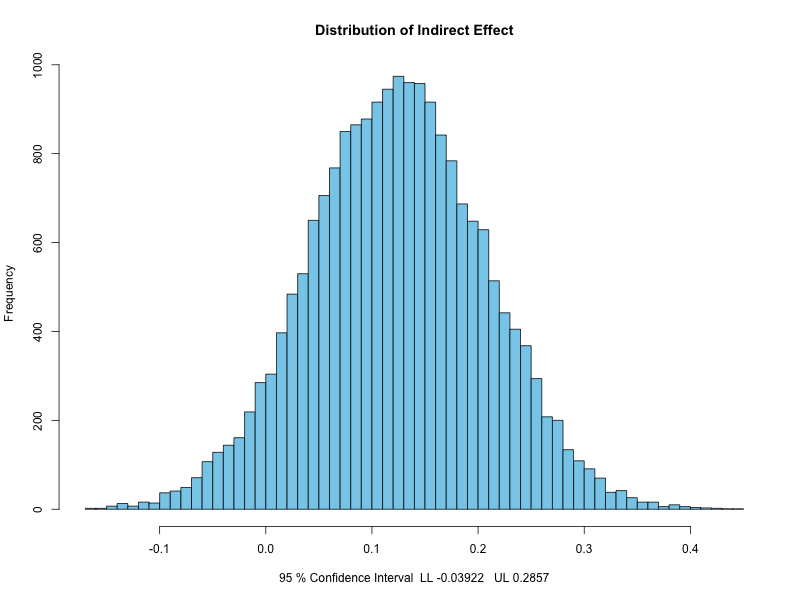 Distribution of Indirect Effect
1000
800
600
400
200
0
Frequency
-0.1 0.0 0.1 0.2 0.3 0.4
95 % Confidence Interval  LL -0.03922   UL 0.2857